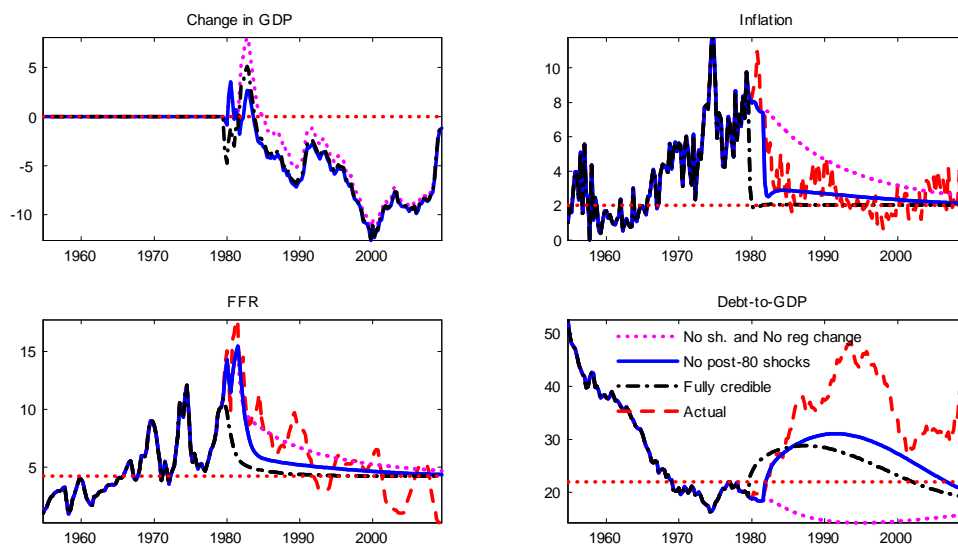 Change in GDP
5
0
-5
-10
1960 1970 1980 1990 2000
Inflation
10
8
6
4
2
0
1960 1970 1980 1990 2000
FFR
15
10
5
1960 1970 1980 1990 2000
Debt-to-GDP
50
40
30
20
1960 1970 1980 1990 2000
No sh. and No reg change
No post-80 shocks
Fully credible
Actual